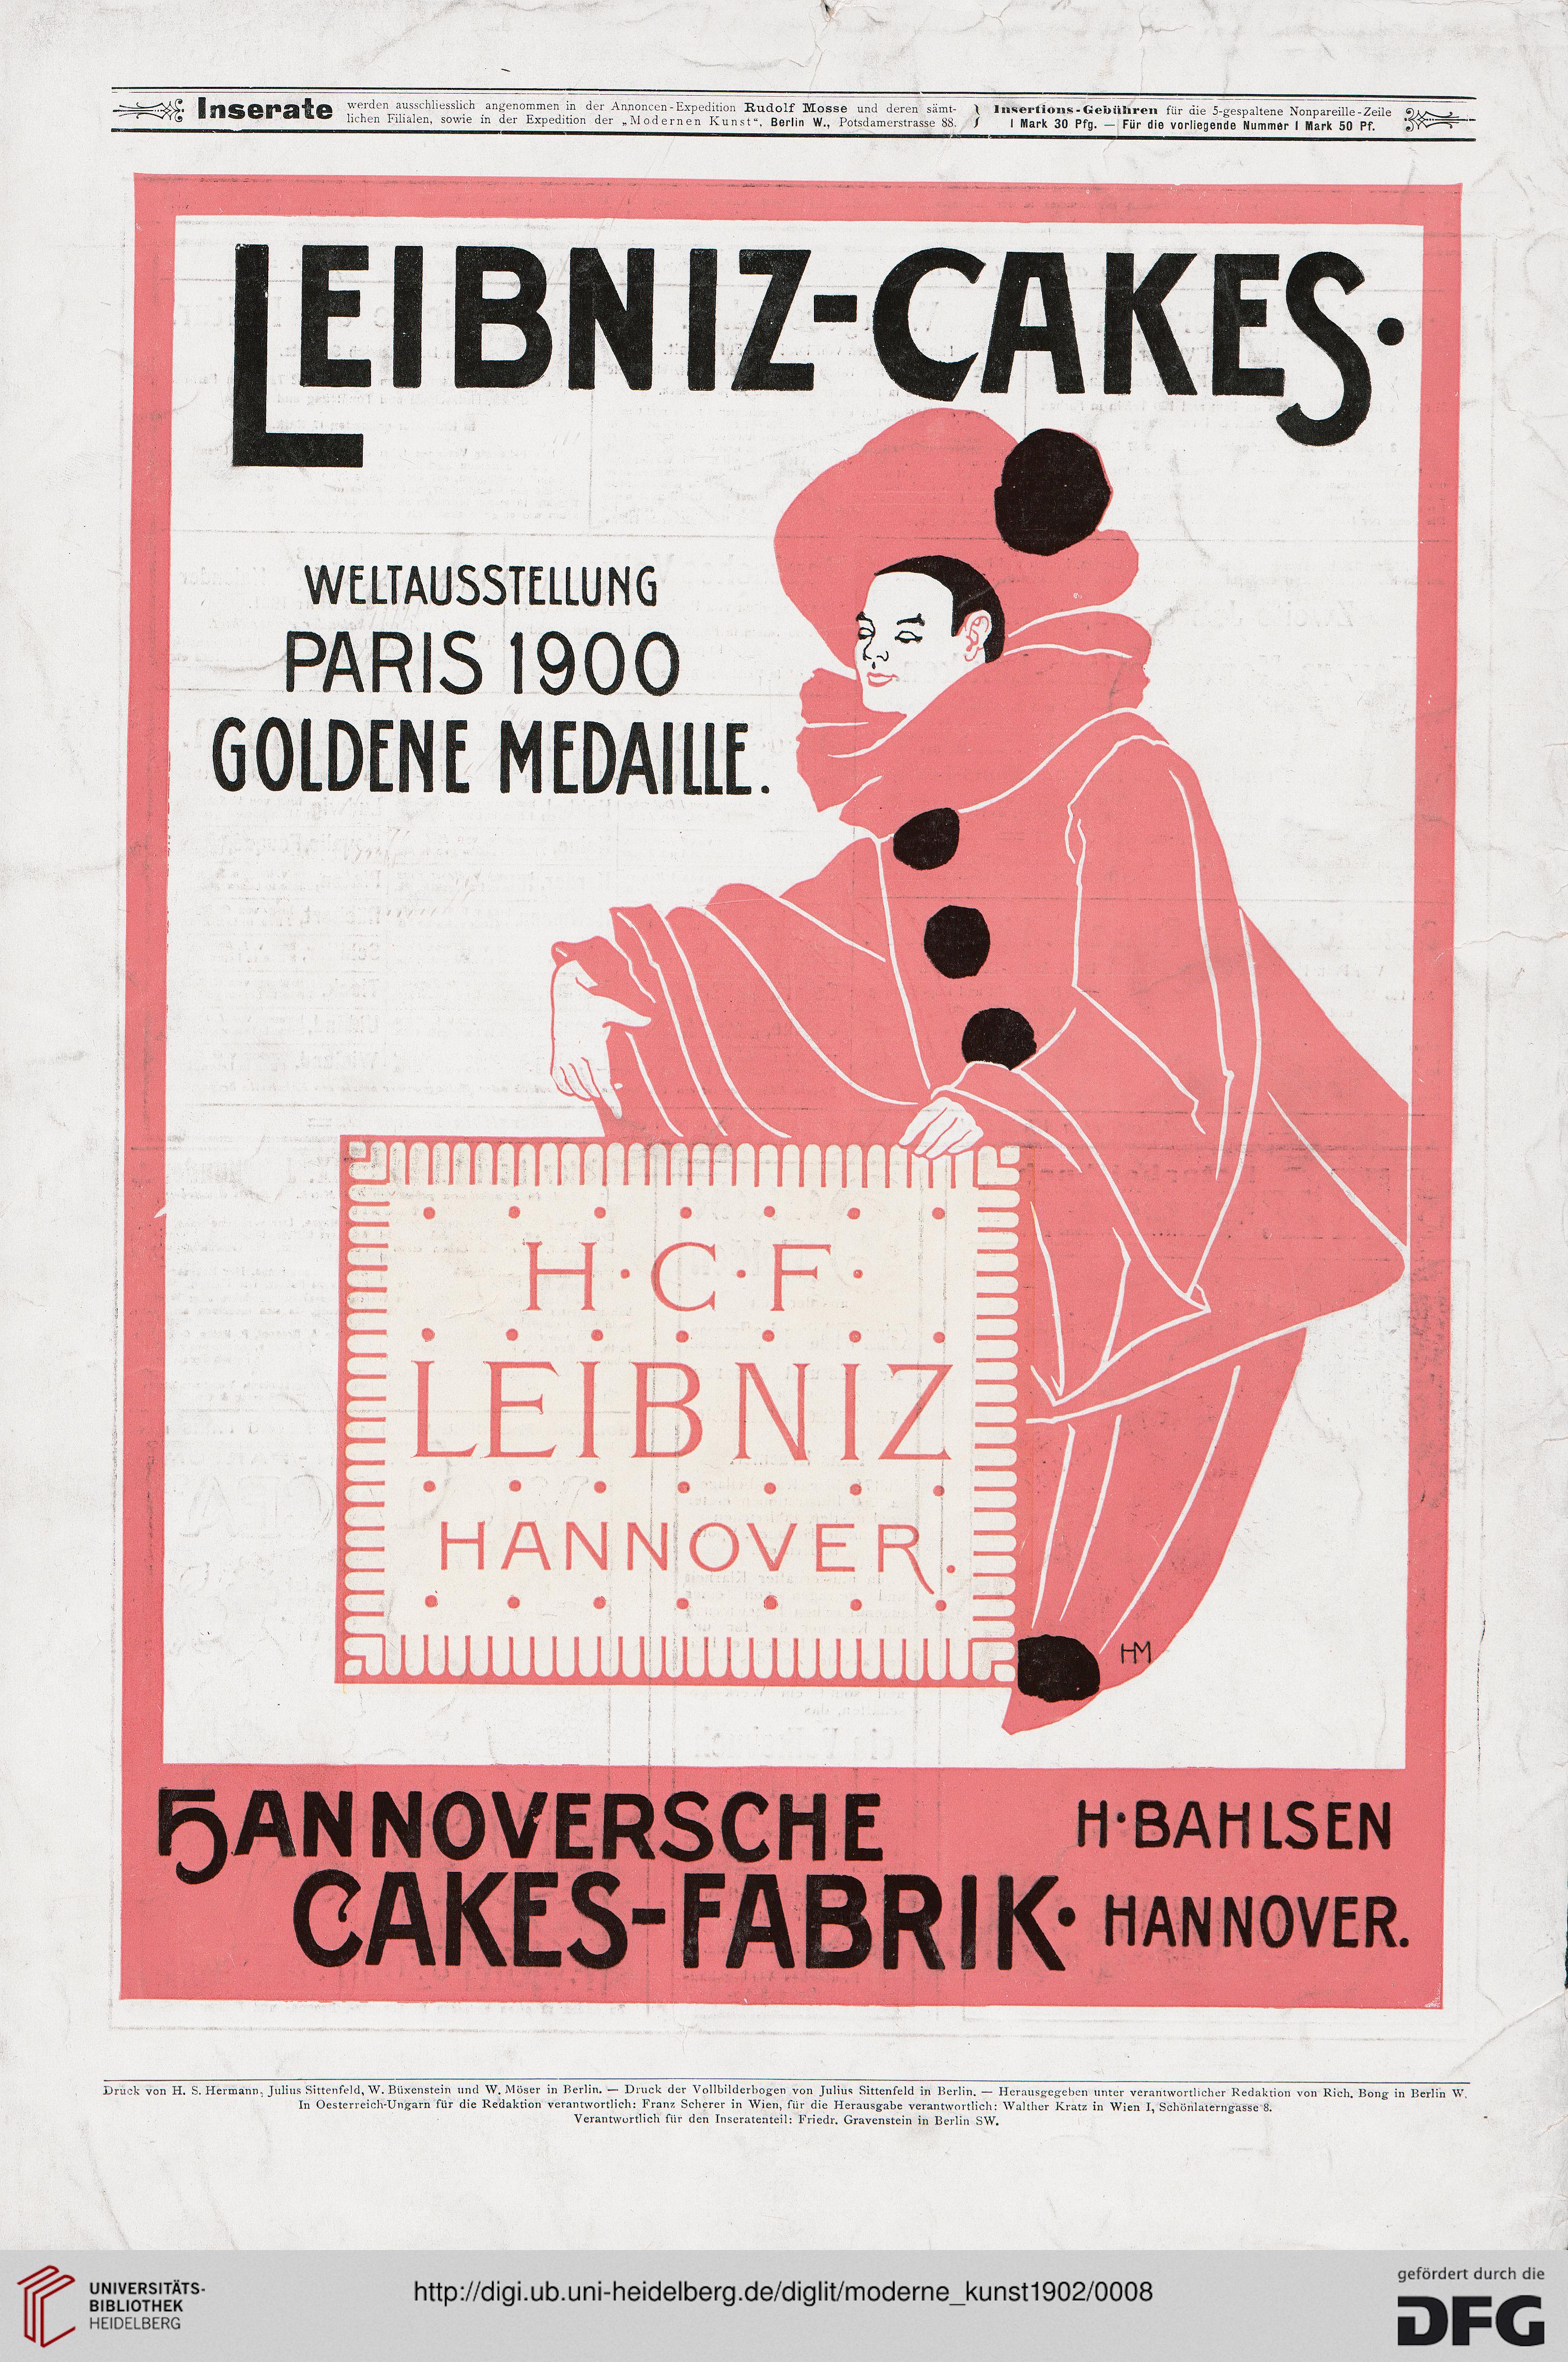 Inserate werden ausschliesslich angenommen in der Annoncen-Expedition Rudolf Mosse und deren sämt-
lichen Filialen, sowie in der Expedition der „Modernen Kunst“, Berlin W., Potsdamerstrasse 88.
Insertions-Gebühren für die 5-gespaltene Nonpareille-Zeile
1 Mark 30 Pfg. — Für die vorliegende Nummer 1 Mark 50 Pf.
LEIBNIZ-CAKES·
WELTAUSSTELLUNG
PARIS 1900
GOLDENE MEDAILLE.
H·C·F·
LEIBNIZ
HANNOVER.
HM
HANNOVERSCHE
CAKES-FABRIK·
H·BAHLSEN
HANNOVER.
Druck von H. S. Hermann, Julius Sittenfeld, W. Büxenstein und W. Möser in Berlin. — Druck der Vollbilderbogen von Julius Sittenfeld in Berlin. — Herausgegeben unter verantwortlicher Redaktion von Rich. Bong in Berlin W.
In Oesterreich-Ungarn für die Redaktion verantwortlich: Franz Scherer in Wien, für die Herausgabe verantwortlich: Walther Kratz in Wien I, Schönlaterngasse 8.
Verantwortlich für den Inseratenteil: Friedr. Gravenstein in Berlin SW.
UNIVERSITÄTS-
BIBLIOTHEK
HEIDELBERG
http://digi.ub.uni-heidelberg.de/diglit/moderne_kunst1902/0008
gefördert durch die
DFG